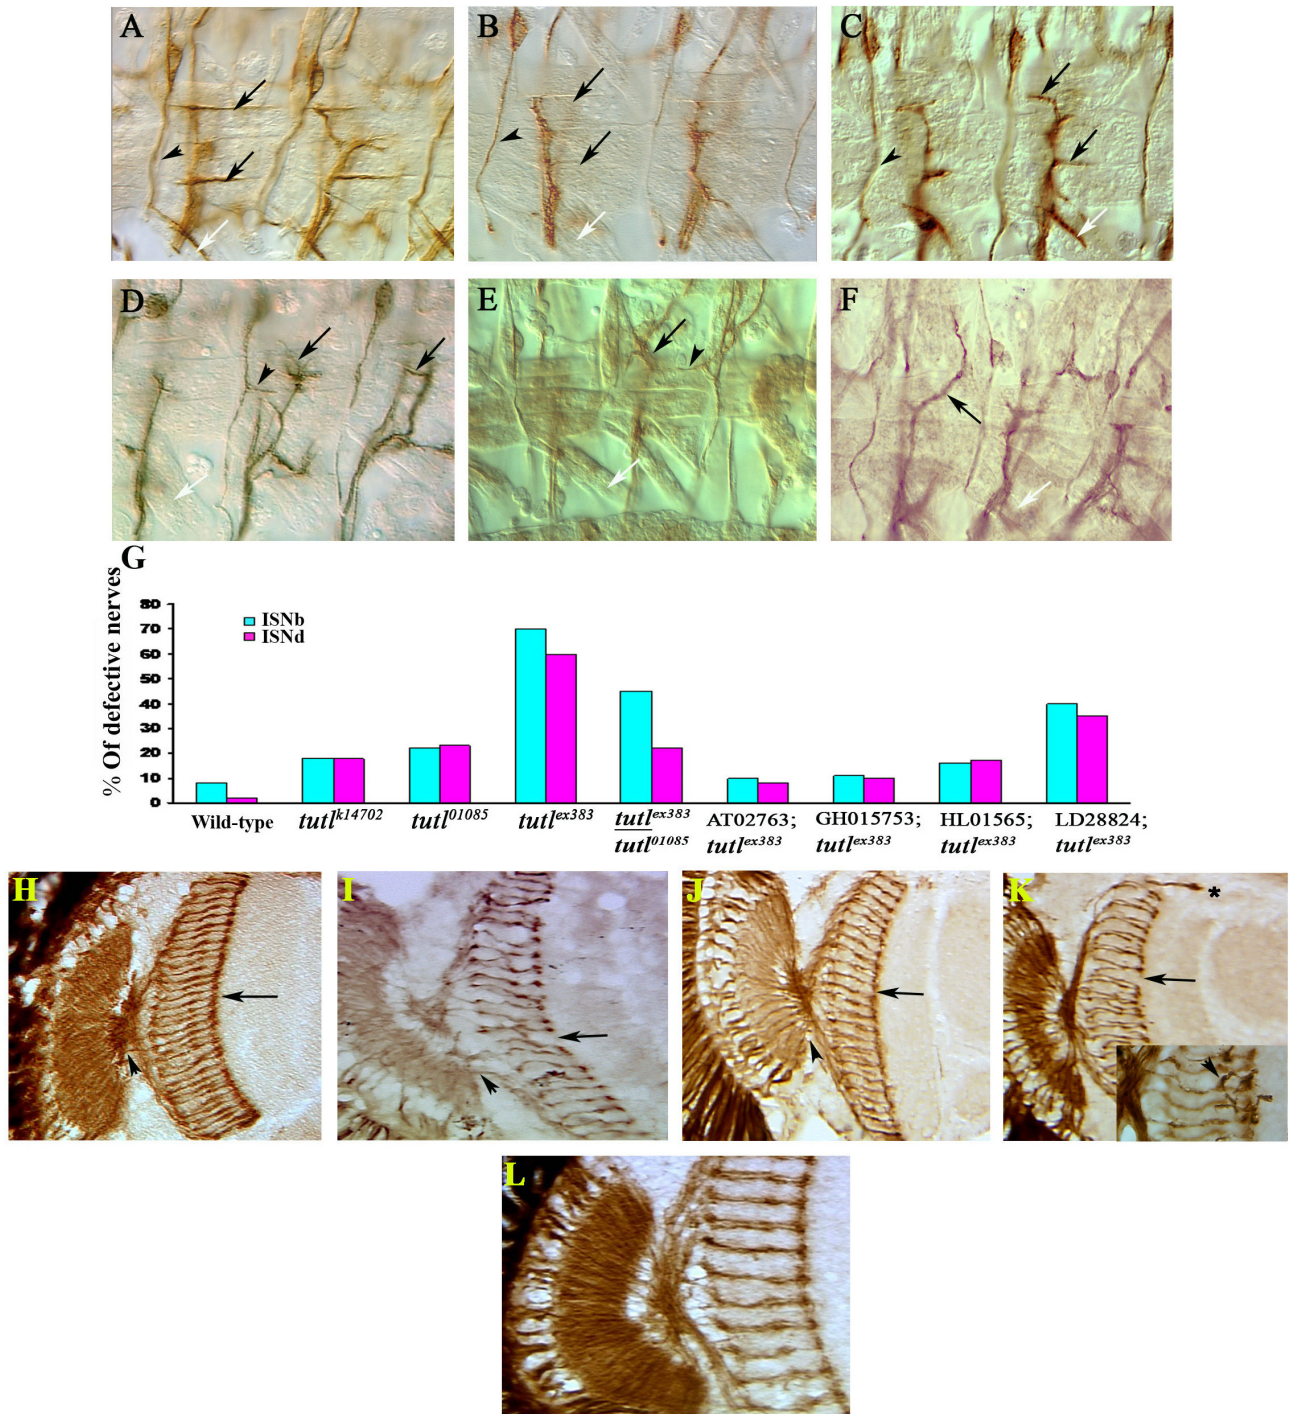 A
B
C
D
E
F
G
% Of defective nerves
80
70
60
50
40
30
20
10
0
ISNb
ISNd
Wild-type
tutl^k14702
tutl^01085
tutl^ex383
tutl^ex383
tutl^01085
AT02763;
tutl^ex383
GH015753;
tutl^ex383
HL01565;
tutl^ex383
LD28824;
tutl^ex383
H
I
J
K
*
L